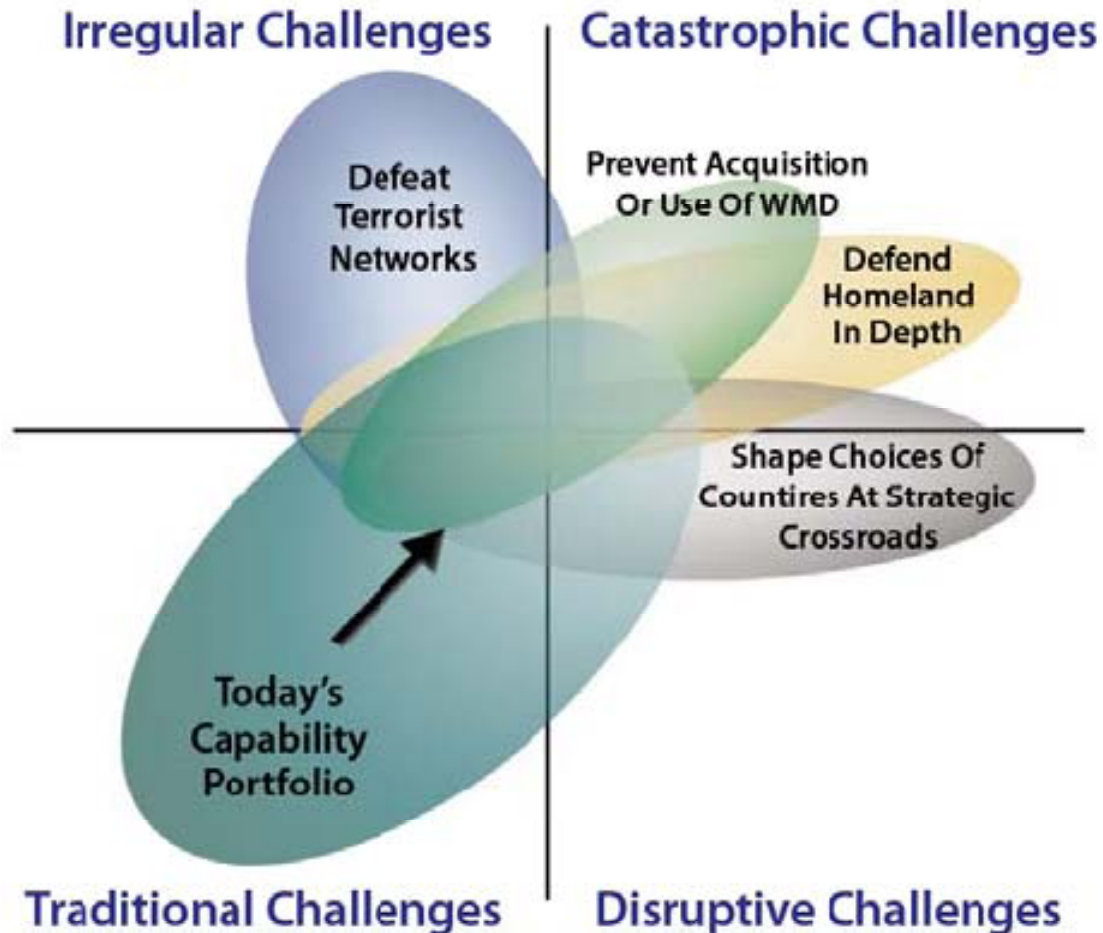 Irregular Challenges
Catastrophic Challenges
Defeat
Terrorist
Networks
Prevent Acquisition
Or Use Of WMD
Defend
Homeland
In Depth
Shape Choices Of
Countires At Strategic
Crossroads
Today's
Capability
Portfolio
Traditional Challenges
Disruptive Challenges